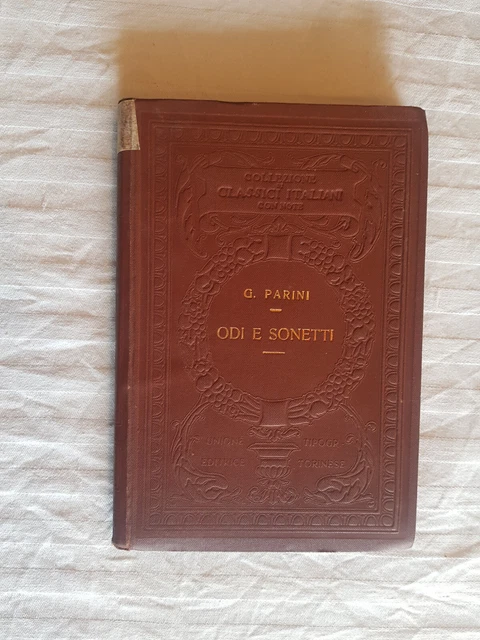 COLLEZIONE
CLASSICI ITALIANI
CON NOTE
G. PARINI
ODI E SONETTI
UNIONE TIPOGR.
EDITRICE TORINESE